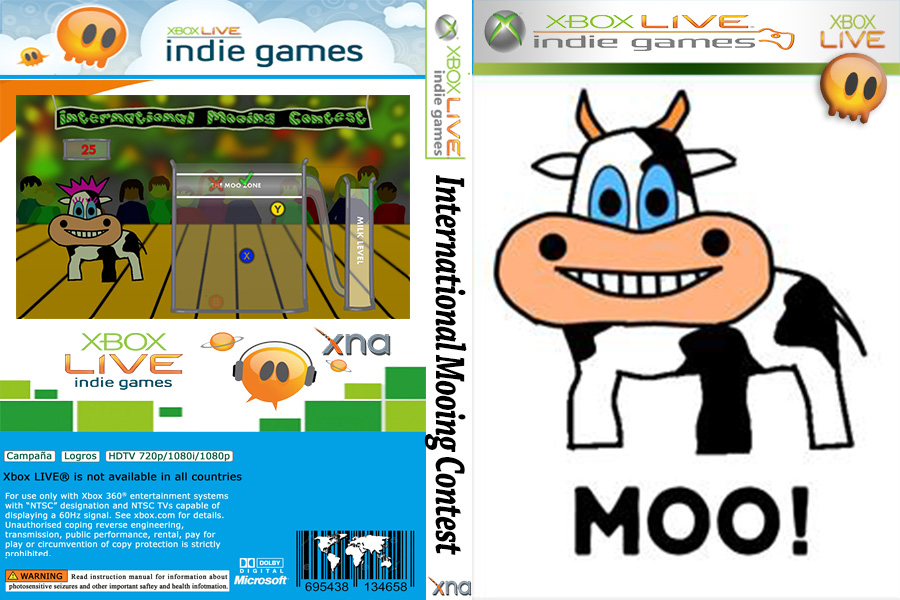 XBOX LIVE
indie games
International Mooing Contest
25
THE MOO ZONE
Y
X
MILK LEVEL
XBOX
LIVE
indie games
xna
Campaña Logros HDTV 720p/1080i/1080p
Xbox LIVE® is not available in all countries
For use only with Xbox 360® entertainment systems
with “NTSC” designation and NTSC TVs capable of
displaying a 60Hz signal. See xbox.com for details.
Unauthorised coping reverse engineering,
transmission, public performance, rental, pay for
play or circumvention of copy protection is strictly
prohibited.
WARNING Read instruction manual for information about
photosensitive seizures and other important saftey and health infotmation.
DOLBY
DIGITAL
Microsoft
695438 134658
XBOX LIVE
indie games
International Mooing Contest
xna
XBOX LIVE
indie games
XBOX
LIVE
MOO!